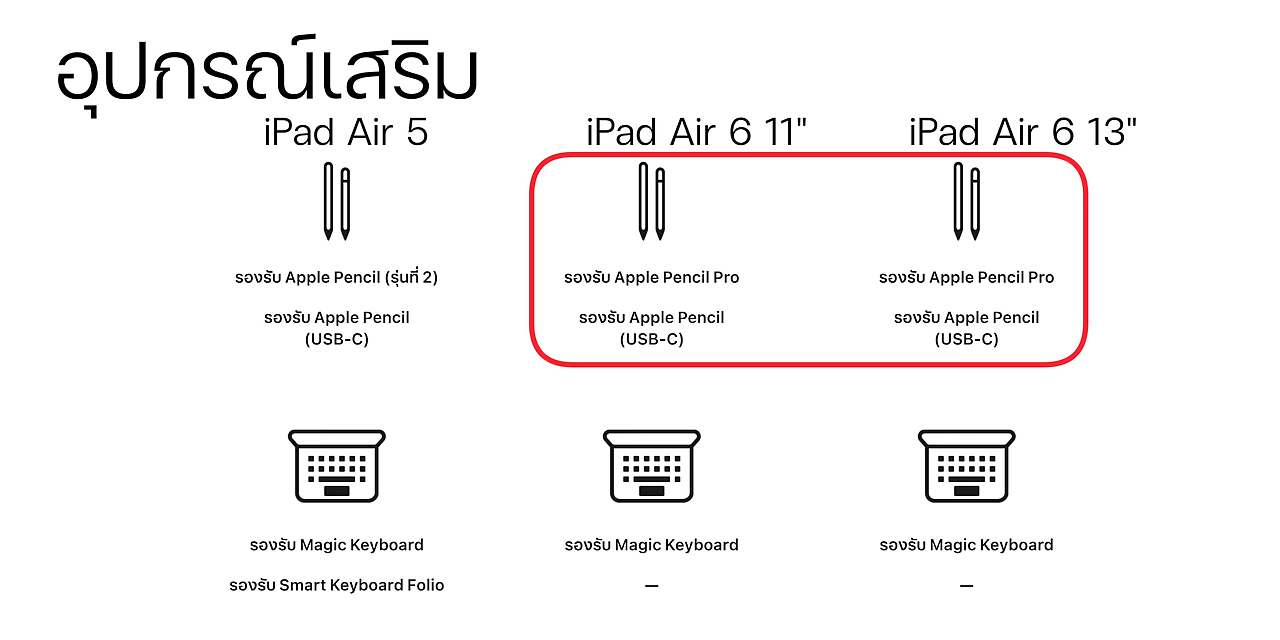 อุปกรณ์เสริม
iPad Air 5
iPad Air 6 11"
iPad Air 6 13"
รองรับ Apple Pencil (รุ่นที่ 2)
รองรับ Apple Pencil Pro
รองรับ Apple Pencil Pro
รองรับ Apple Pencil
(USB-C)
รองรับ Apple Pencil
(USB-C)
รองรับ Apple Pencil
(USB-C)
รองรับ Magic Keyboard
รองรับ Magic Keyboard
รองรับ Magic Keyboard
รองรับ Smart Keyboard Folio
—
—